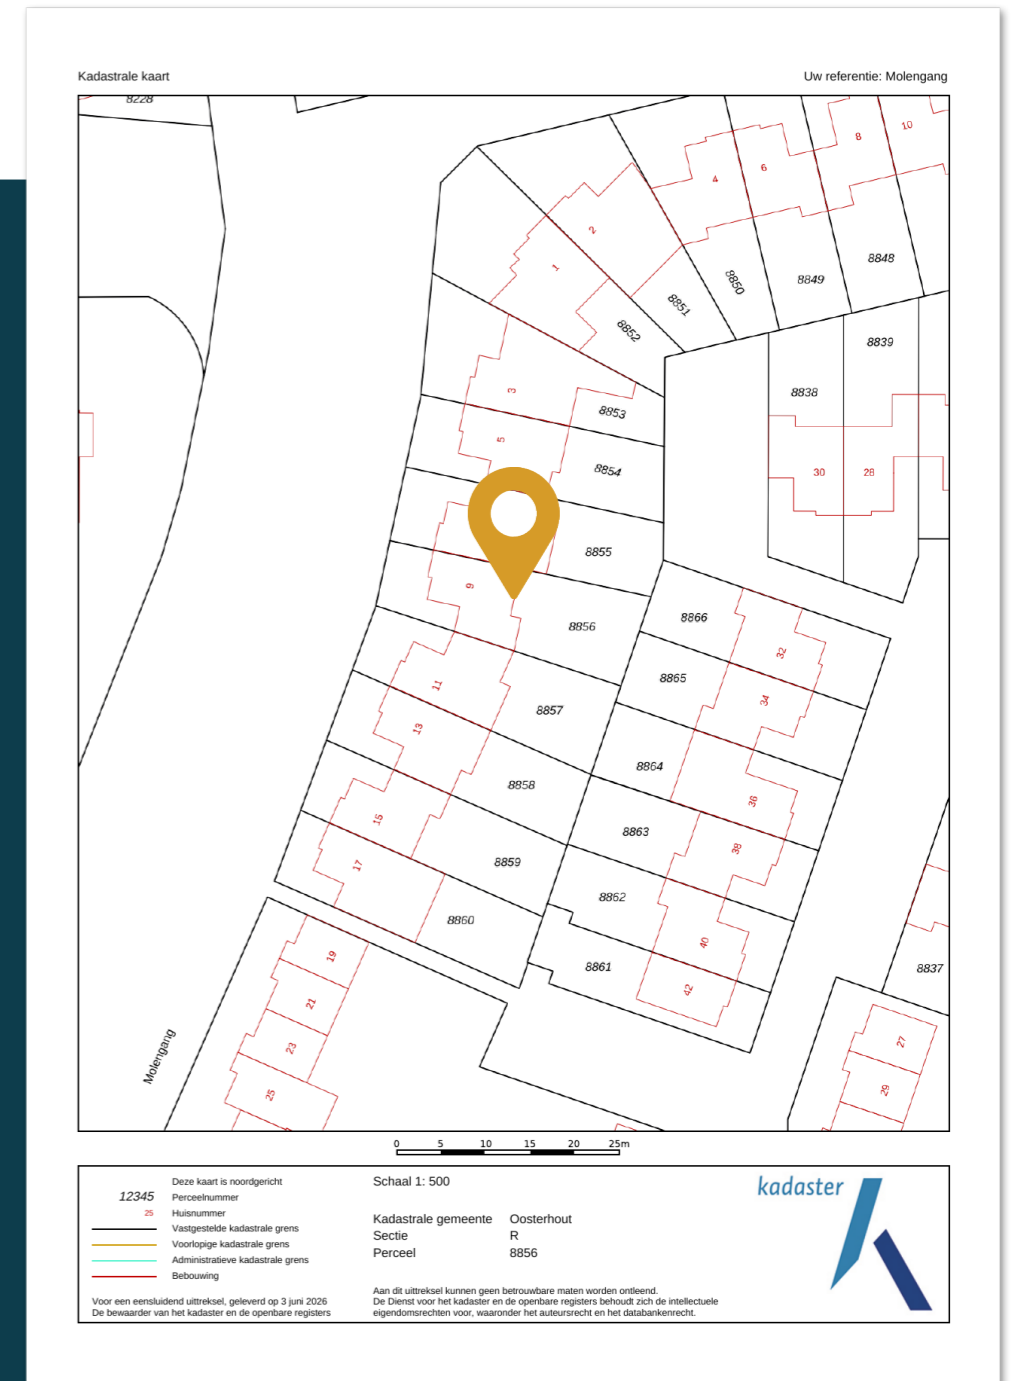 Kadastrale kaart
Uw referentie: Molengang
8228
10
8
6
4
2
1
8848
8849
8850
8851
8852
8839
8838
3
8853
5
8854
30
28
8855
9
8856
8866
32
8865
34
11
8857
13
8864
8858
36
15
8863
38
8859
17
8862
8860
40
19
8861
8837
42
21
27
23
Molengang
29
25
0 5 10 15 20 25m
Deze kaart is noordgericht
12345 Perceelnummer
25 Huisnummer
Vastgestelde kadastrale grens
Voorlopige kadastrale grens
Administratieve kadastrale grens
Bebouwing
Voor een eensluidend uittreksel, geleverd op 3 juni 2026
De bewaarder van het kadaster en de openbare registers
Schaal 1: 500
Kadastrale gemeente Oosterhout
Sectie R
Perceel 8856
Aan dit uittreksel kunnen geen betrouwbare maten worden ontleend.
De Dienst voor het kadaster en de openbare registers behoudt zich de intellectuele
eigendomsrechten voor, waaronder het auteursrecht en het databankenrecht.
kadaster